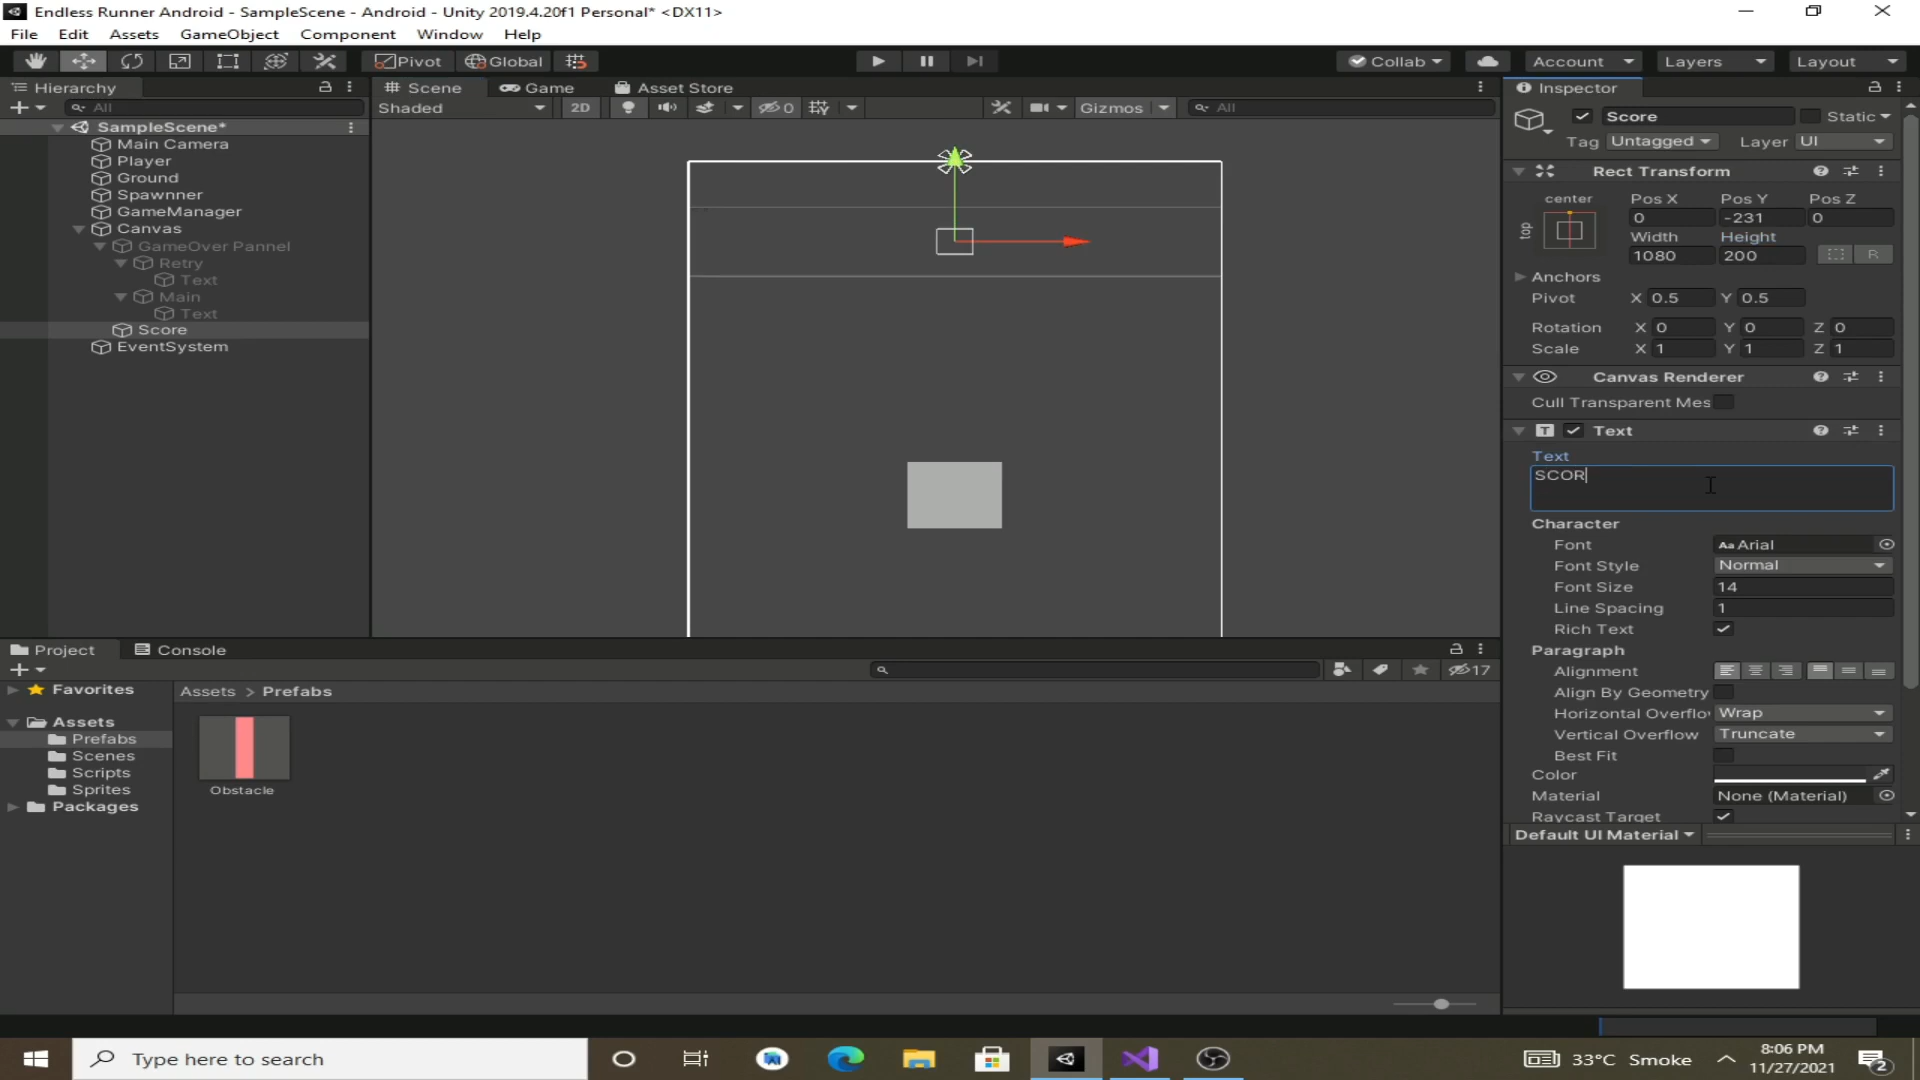 Endless Runner Android - SampleScene - Android - Unity 2019.4.20f1 Personal* <DX11>
File Edit Assets GameObject Component Window Help
Pivot Global Collab Account Layers Layout
Hierarchy Scene Game Asset Store Inspector
All Shaded 2D 0 Gizmos All
SampleScene*
Main Camera
Player
Ground
Spawnner
GameManager
Canvas
GameOver Pannel
Retry
Text
Main
Text
Score
EventSystem
Score Static
Tag Untagged Layer UI
Rect Transform
center Pos X Pos Y Pos Z
top 0 -231 0
Width Height
1080 200 R
Anchors
Pivot X 0.5 Y 0.5
Rotation X 0 Y 0 Z 0
Scale X 1 Y 1 Z 1
Canvas Renderer
Cull Transparent Mes
T Text
Text
SCOR
Character
Font Aa Arial
Font Style Normal
Font Size 14
Line Spacing 1
Rich Text
Paragraph
Alignment
Align By Geometry
Horizontal Overflo
Wrap
Vertical Overflow Truncate
Best Fit
Color
Material None (Material)
Raycast Target
Default UI Material
Project Console
17
Favorites
Assets
Prefabs
Scenes
Scripts
Sprites
Packages
Assets > Prefabs
Obstacle
Type here to search
33°C Smoke
8:06 PM
11/27/2021
2